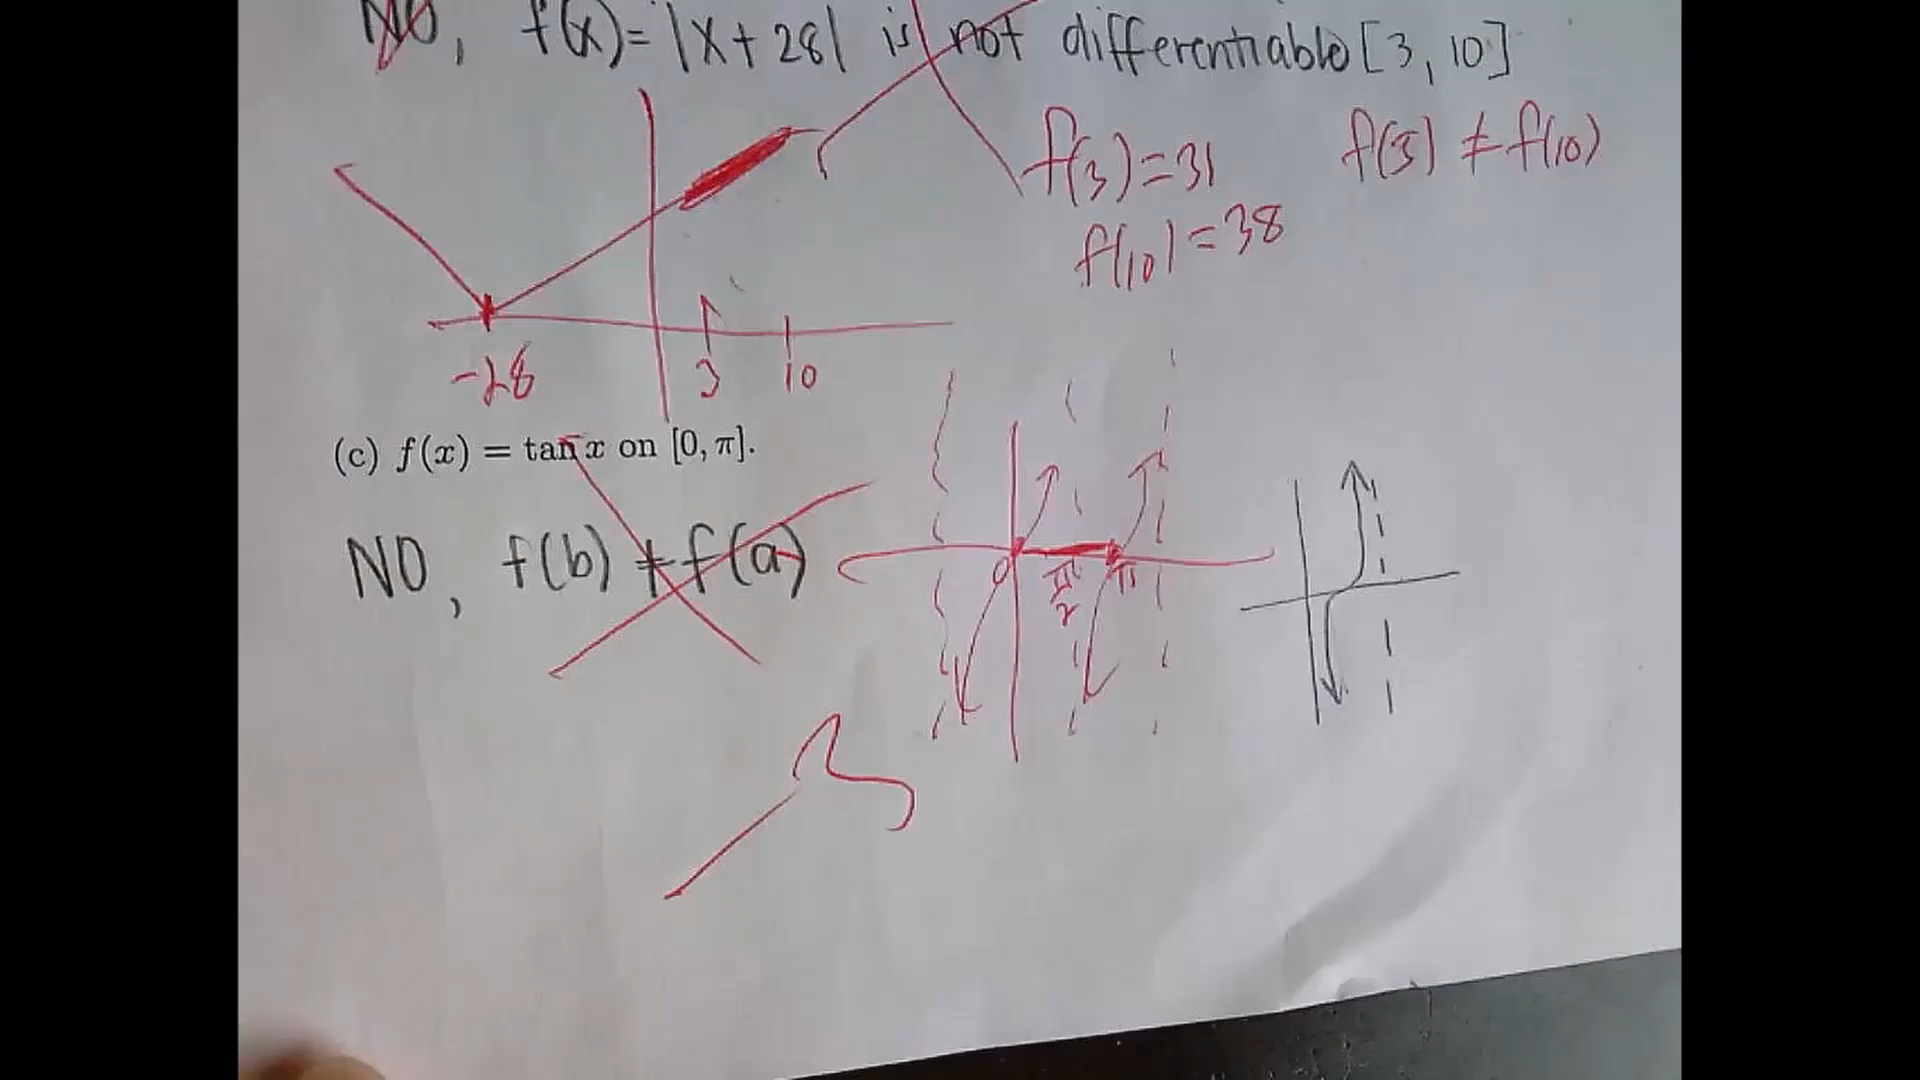 NO, f(x)= |x+28| is not differentiable [3, 10]
f(3)=31 f(3) ≠ f(10)
f(10)=38
-28 3 10
(c) f(x) = tan x on [0, π].
NO, f(b) ≠ f(a)
0 π/2 π